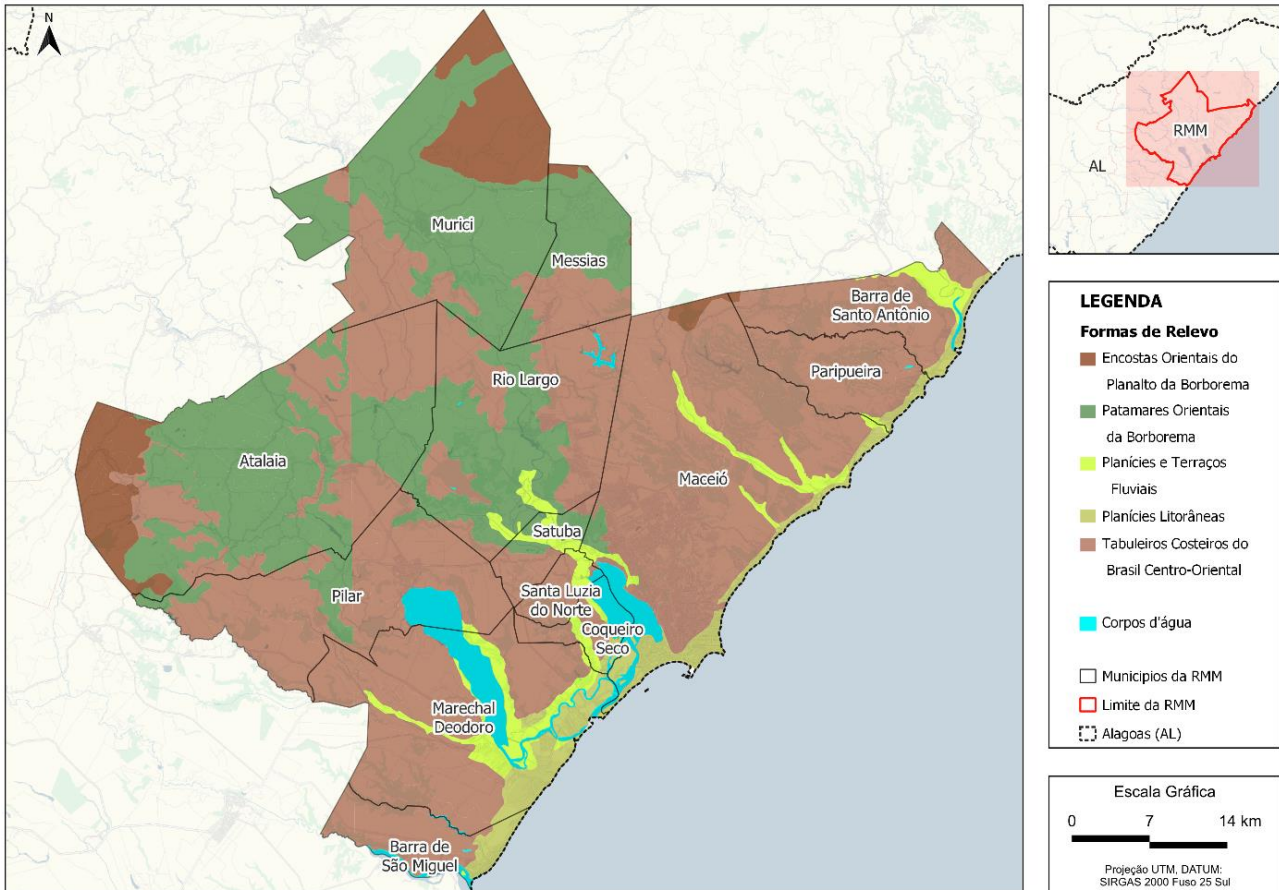 N
Murici
Messias
Barra de
Santo Antônio
Paripueira
Rio Largo
Atalaia
Maceió
Satuba
Pilar
Santa Luzia
do Norte
Coqueiro
Seco
Marechal
Deodoro
Barra de
São Miguel
RMM
AL
LEGENDA
Formas de Relevo
Encostas Orientais do
Planalto da Borborema
Patamares Orientais
da Borborema
Planícies e Terraços
Fluviais
Planícies Litorâneas
Tabuleiros Costeiros do
Brasil Centro-Oriental
Corpos d'água
Municipios da RMM
Limite da RMM
Alagoas (AL)
Escala Gráfica
0 7 14 km
Projeção UTM, DATUM:
SIRGAS 2000 Fuso 25 Sul